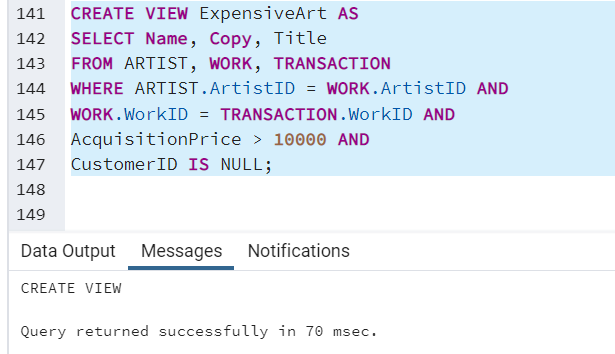 141 CREATE VIEW ExpensiveArt AS
142 SELECT Name, Copy, Title
143 FROM ARTIST, WORK, TRANSACTION
144 WHERE ARTIST.ArtistID = WORK.ArtistID AND
145 WORK.WorkID = TRANSACTION.WorkID AND
146 AcquisitionPrice > 10000 AND
147 CustomerID IS NULL;
148
149
Data Output Messages Notifications
CREATE VIEW
Query returned successfully in 70 msec.